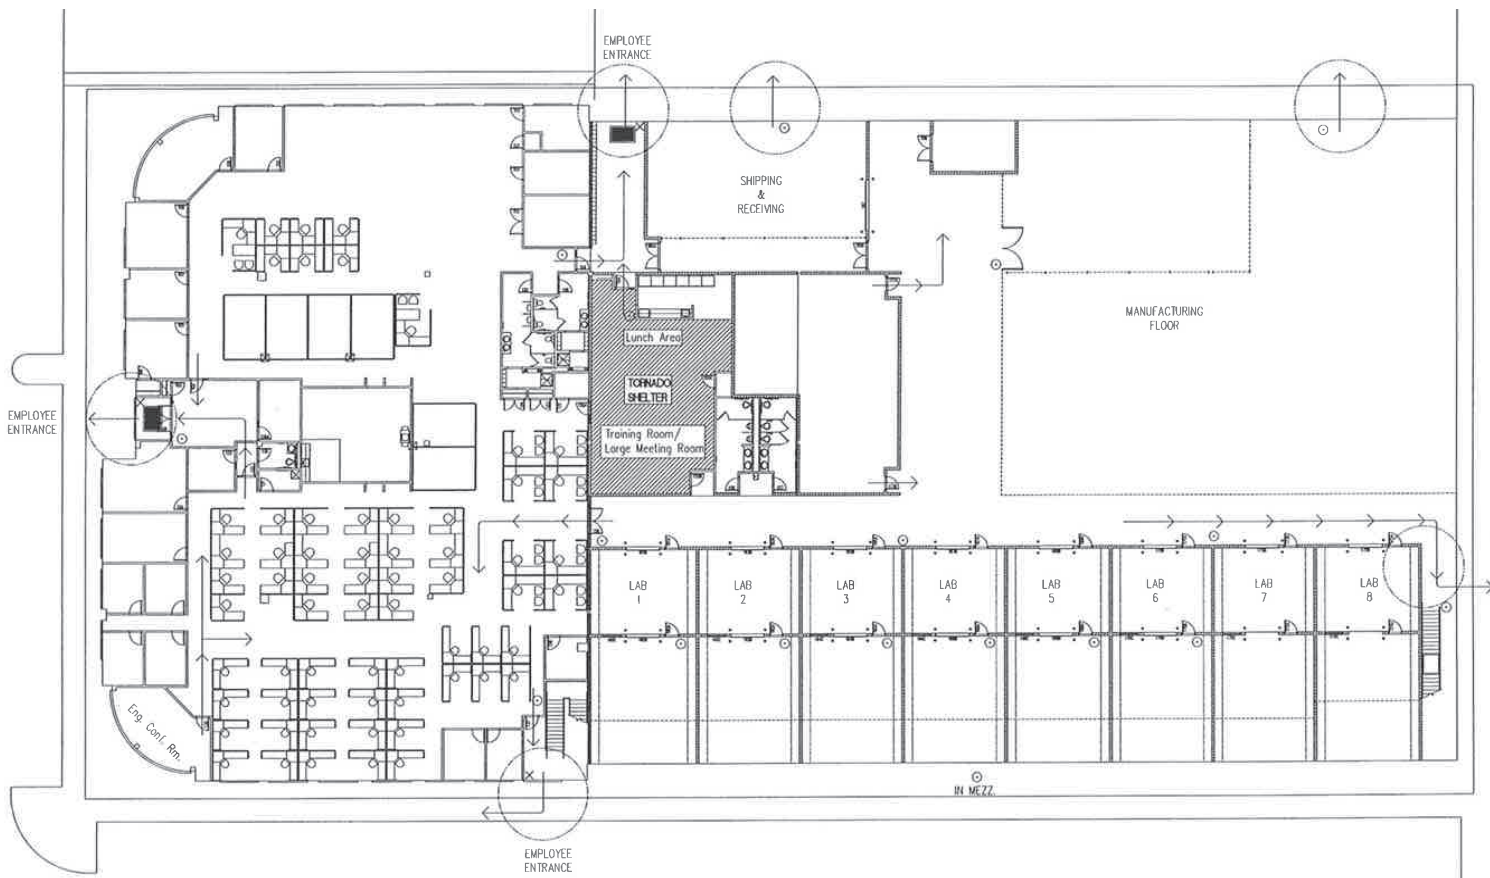 EMPLOYEE
ENTRANCE
SHIPPING
&
RECEIVING
MANUFACTURING
FLOOR
Lunch Area
TORNADO
SHELTER
Training Room/
Large Meeting Room
EMPLOYEE
ENTRANCE
LAB
1
LAB
2
LAB
3
LAB
4
LAB
5
LAB
6
LAB
7
LAB
8
Eng. Conf. Rm.
IN MEZZ.
EMPLOYEE
ENTRANCE